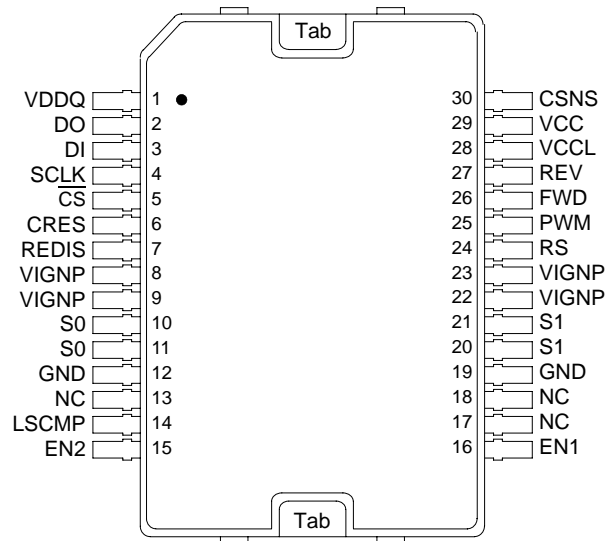 Tab
VDDQ 1 30 CSNS
DO 2 29 VCC
DI 3 28 VCCL
SCLK 4 27 REV
C̅S̅ 5 26 FWD
CRES 6 25 PWM
REDIS 7 24 RS
VIGNP 8 23 VIGNP
VIGNP 9 22 VIGNP
S0 10 21 S1
S0 11 20 S1
GND 12 19 GND
NC 13 18 NC
LSCMP 14 17 NC
EN2 15 16 EN1
Tab